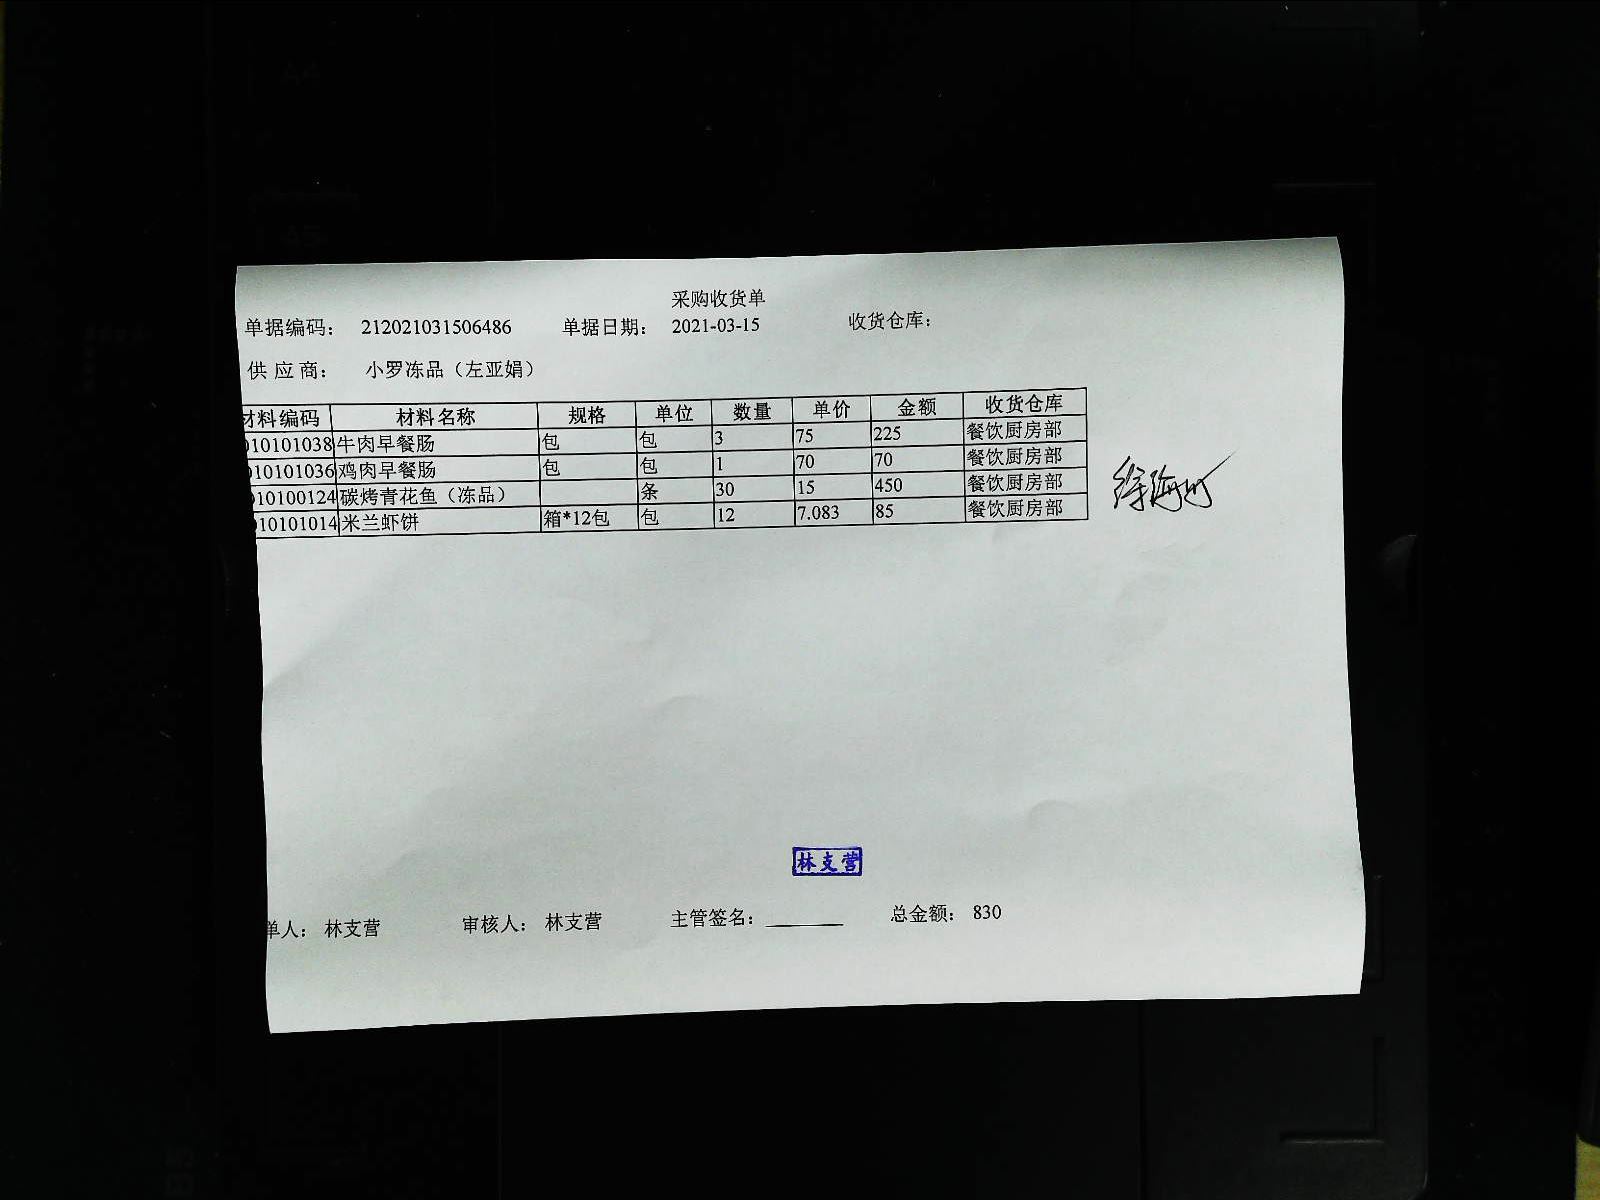 采购收货单
单据编码： 212021031506486 单据日期： 2021-03-15 收货仓库：
供 应 商： 小罗冻品（左亚娟）
材料编码 材料名称 规格 单位 数量 单价 金额 收货仓库
010101038 牛肉早餐肠 包 包 3 75 225 餐饮厨房部
010101036 鸡肉早餐肠 包 包 1 70 70 餐饮厨房部
010100124 碳烤青花鱼（冻品） 条 30 15 450 餐饮厨房部
010101014 米兰虾饼 箱*12包 包 12 7.083 85 餐饮厨房部
林支营
单人： 林支营 审核人： 林支营 主管签名： 总金额： 830